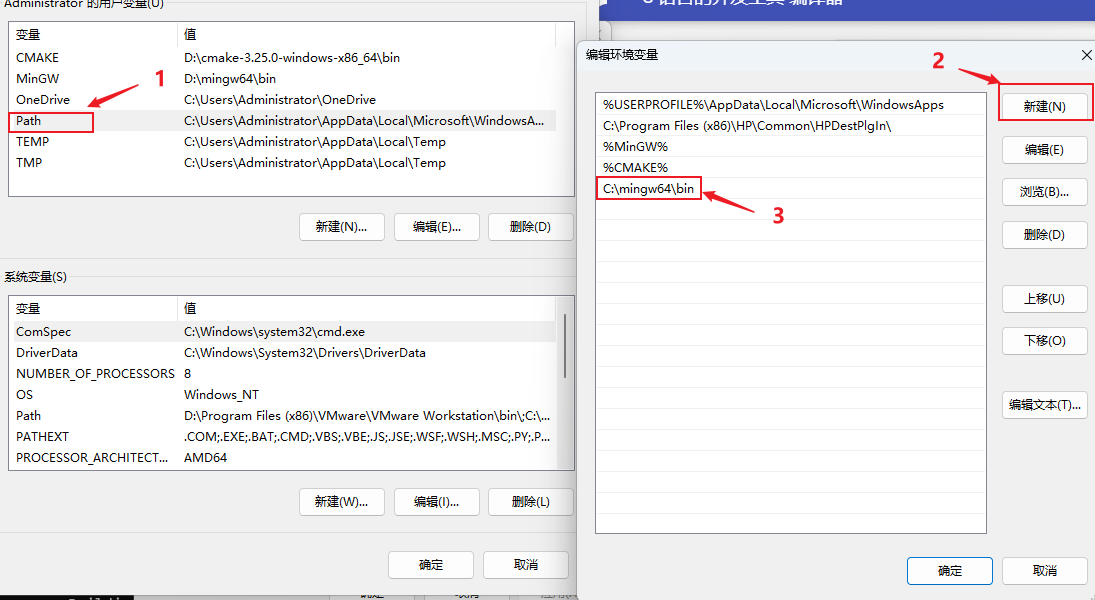 Administrator 的用户变量(U)
变量 值
CMAKE D:\cmake-3.25.0-windows-x86_64\bin
MinGW D:\mingw64\bin
OneDrive C:\Users\Administrator\OneDrive
Path C:\Users\Administrator\AppData\Local\Microsoft\WindowsA...
TEMP C:\Users\Administrator\AppData\Local\Temp
TMP C:\Users\Administrator\AppData\Local\Temp
1
新建(N)... 编辑(E)... 删除(D)
系统变量(S)
变量 值
ComSpec C:\Windows\system32\cmd.exe
DriverData C:\Windows\System32\Drivers\DriverData
NUMBER_OF_PROCESSORS 8
OS Windows_NT
Path D:\Program Files (x86)\VMware\VMware Workstation\bin\;C:\...
PATHEXT .COM;.EXE;.BAT;.CMD;.VBS;.VBE;.JS;.JSE;.WSF;.WSH;.MSC;.PY;.P...
PROCESSOR_ARCHITECT... AMD64
新建(W)... 编辑(I)... 删除(L)
确定 取消
编辑环境变量
2
%USERPROFILE%\AppData\Local\Microsoft\WindowsApps
C:\Program Files (x86)\HP\Common\HPDestPlgIn\
%MinGW%
%CMAKE%
C:\mingw64\bin
3
新建(N)
编辑(E)
浏览(B)...
删除(D)
上移(U)
下移(O)
编辑文本(T)...
确定 取消